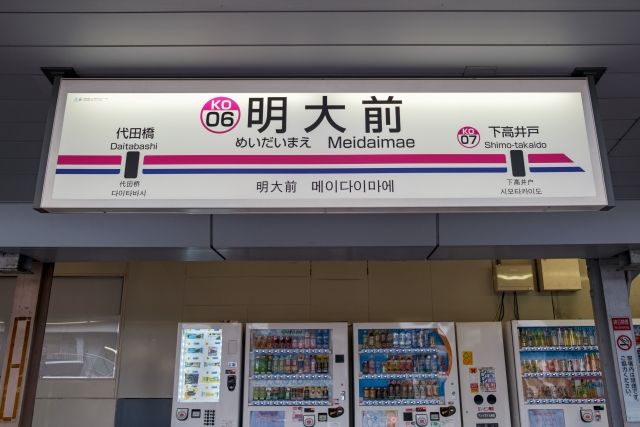 KO
06
明大前
めいだいまえ Meidaimae
代田橋
Daitabashi
代田桥
다이타바시
KO
07
下高井戸
Shimo-takaido
下高井户
시모타카이도
明大前 메이다이마에